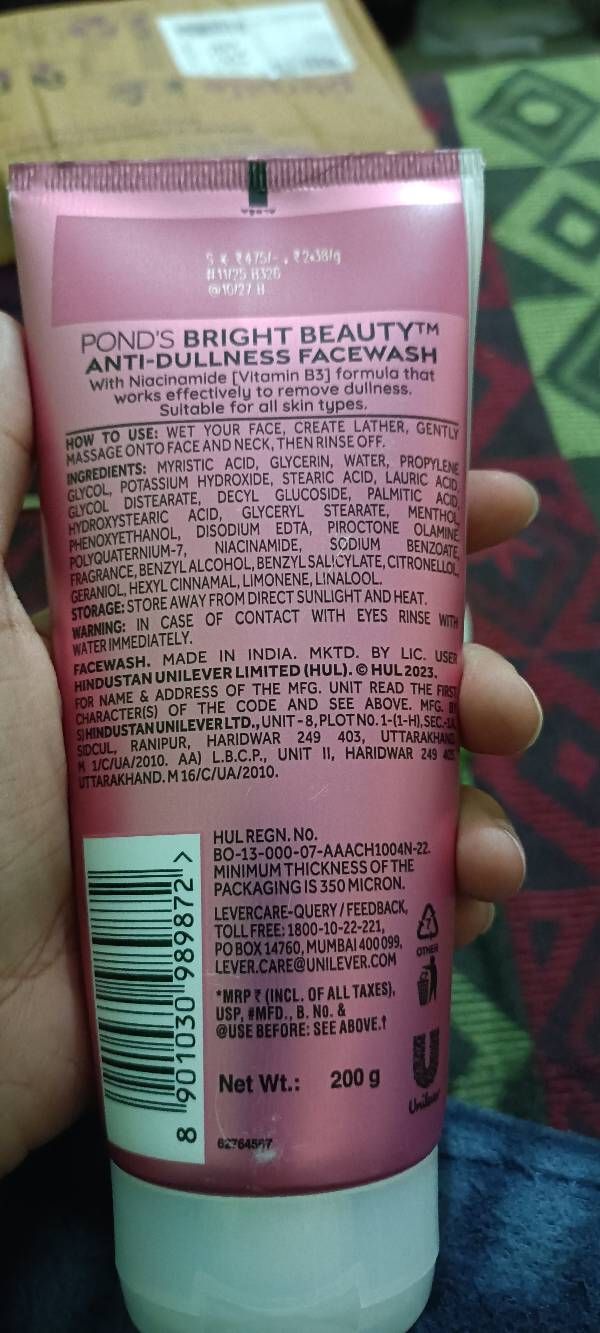 S * ₹475/- , ₹2.38/g
# 11/25 B326
@10/27 H
POND'S BRIGHT BEAUTY™
ANTI-DULLNESS FACEWASH
With Niacinamide [Vitamin B3] formula that
works effectively to remove dullness.
Suitable for all skin types.
HOW TO USE: WET YOUR FACE, CREATE LATHER, GENTLY
MASSAGE ONTO FACE AND NECK, THEN RINSE OFF.
INGREDIENTS: MYRISTIC ACID, GLYCERIN, WATER, PROPYLENE
GLYCOL, POTASSIUM HYDROXIDE, STEARIC ACID, LAURIC ACID,
GLYCOL DISTEARATE, DECYL GLUCOSIDE, PALMITIC ACID,
HYDROXYSTEARIC ACID, GLYCERYL STEARATE, MENTHOL,
PHENOXYETHANOL, DISODIUM EDTA, PIROCTONE OLAMINE,
POLYQUATERNIUM-7, NIACINAMIDE, SODIUM BENZOATE,
FRAGRANCE, BENZYL ALCOHOL, BENZYL SALICYLATE, CITRONELLOL,
GERANIOL, HEXYL CINNAMAL, LIMONENE, LINALOOL.
STORAGE: STORE AWAY FROM DIRECT SUNLIGHT AND HEAT.
WARNING: IN CASE OF CONTACT WITH EYES RINSE WITH
WATER IMMEDIATELY.
FACEWASH. MADE IN INDIA. MKTD. BY LIC. USER
HINDUSTAN UNILEVER LIMITED (HUL). © HUL 2023.
FOR NAME & ADDRESS OF THE MFG. UNIT READ THE FIRST
CHARACTER(S) OF THE CODE AND SEE ABOVE. MFG. BY
S) HINDUSTAN UNILEVER LTD., UNIT - 8, PLOT NO. 1-(1-H), SEC.-1A,
SIDCUL, RANIPUR, HARIDWAR 249 403, UTTARAKHAND
M 1/C/UA/2010. AA) L.B.C.P., UNIT II, HARIDWAR 249
UTTARAKHAND. M 16/C/UA/2010.
HUL REGN. NO.
BO-13-000-07-AAACH1004N-22.
MINIMUM THICKNESS OF THE
PACKAGING IS 350 MICRON.
LEVERCARE-QUERY / FEEDBACK,
TOLL FREE: 1800-10-22-221,
PO BOX 14760, MUMBAI 400 099,
LEVER.CARE@UNILEVER.COM
7
OTHER
*MRP ₹ (INCL. OF ALL TAXES),
USP, #MFD., B. No. &
@USE BEFORE: SEE ABOVE.↑
Net Wt.: 200 g
Unilever
8 901030 989872 >